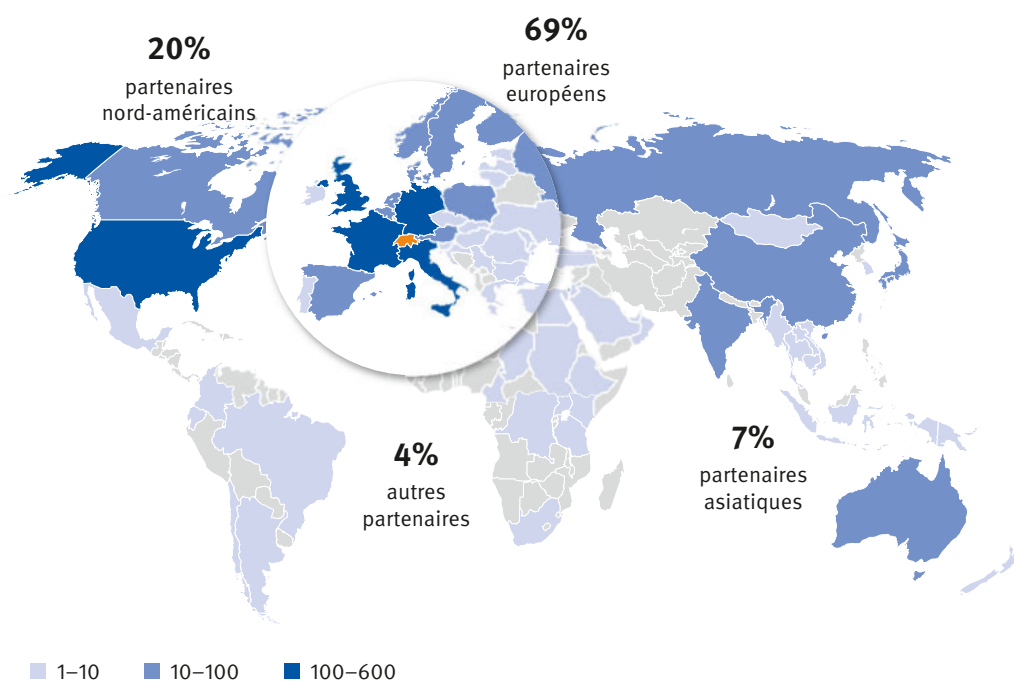 20%
partenaires
nord-américains
69%
partenaires
européens
4%
autres
partenaires
7%
partenaires
asiatiques
1–10
10–100
100–600